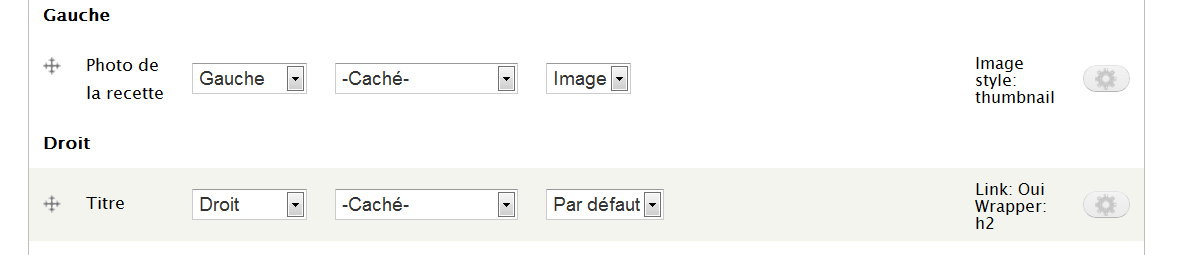 Gauche
Photo de
la recette
Gauche
-Caché-
Image
Image
style:
thumbnail
Droit
Titre
Droit
-Caché-
Par défaut
Link: Oui
Wrapper:
h2